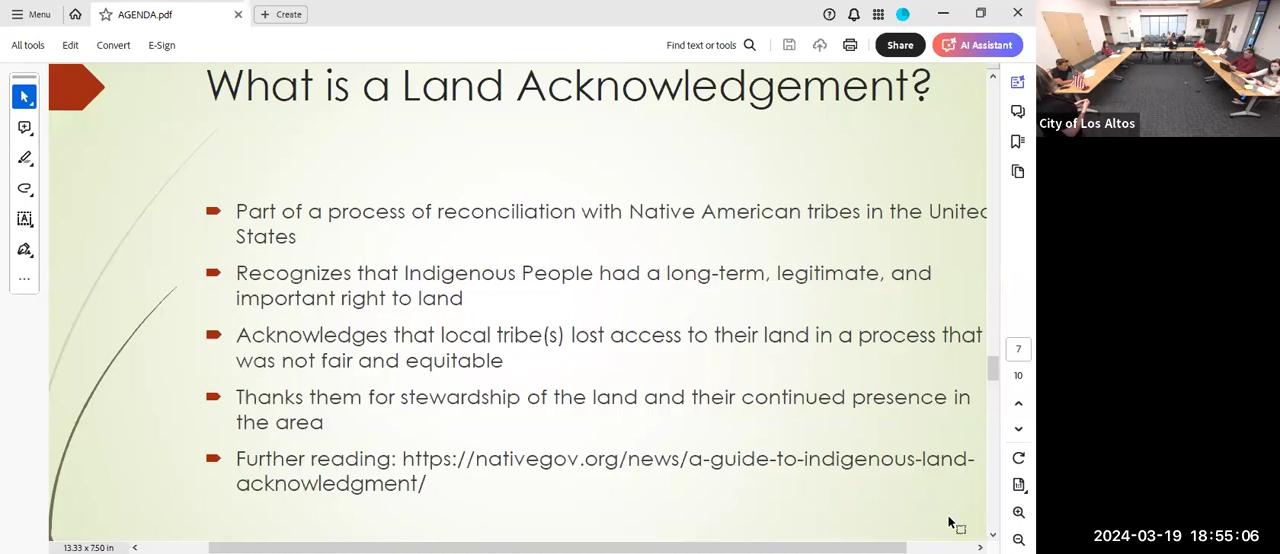 Menu
AGENDA.pdf
Create
All tools
Edit
Convert
E-Sign
Find text or tools
Share
AI Assistant
What is a Land Acknowledgement?
Part of a process of reconciliation with Native American tribes in the United
States
Recognizes that Indigenous People had a long-term, legitimate, and
important right to land
Acknowledges that local tribe(s) lost access to their land in a process that
was not fair and equitable
Thanks them for stewardship of the land and their continued presence in
the area
Further reading: https://nativegov.org/news/a-guide-to-indigenous-land-
acknowledgment/
7
10
13.33 x 7.50 in
City of Los Altos
2024-03-19 18:55:06